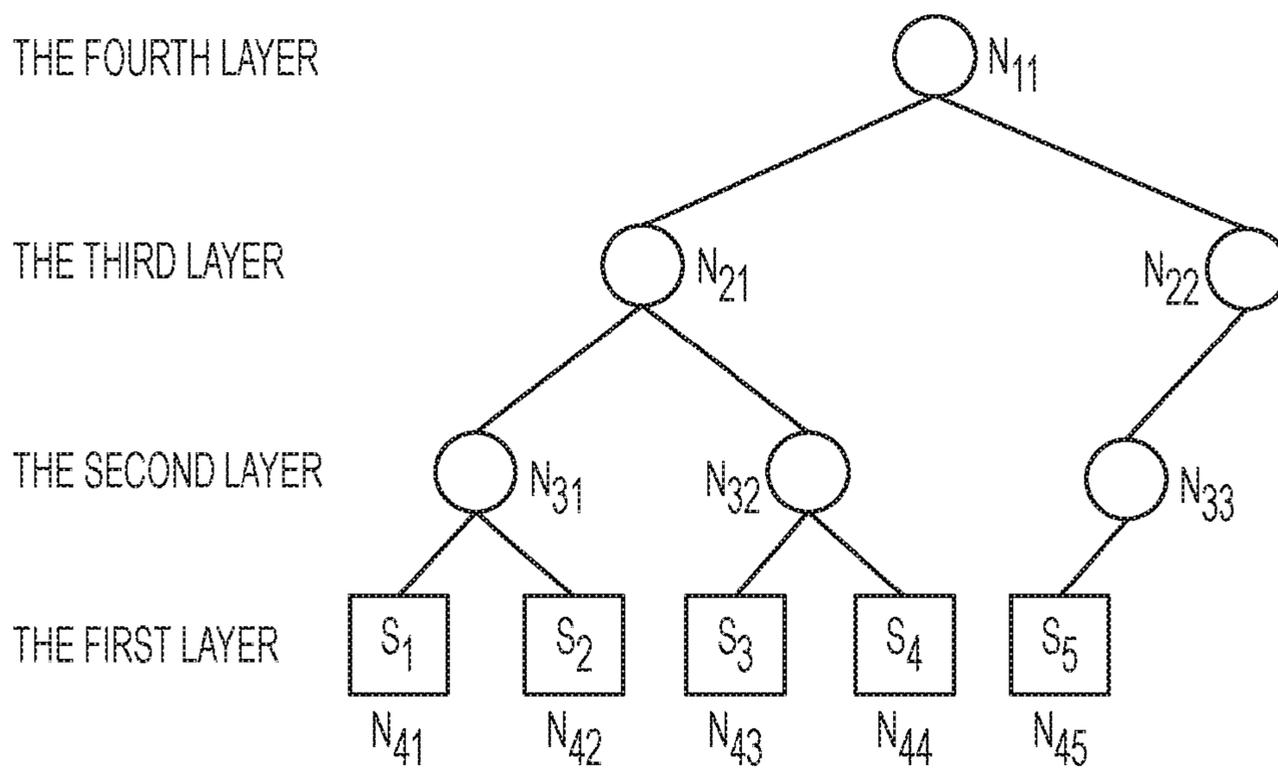 THE FOURTH LAYER N11
THE THIRD LAYER N21 N22
THE SECOND LAYER N31 N32 N33
THE FIRST LAYER S1 S2 S3 S4 S5
N41 N42 N43 N44 N45